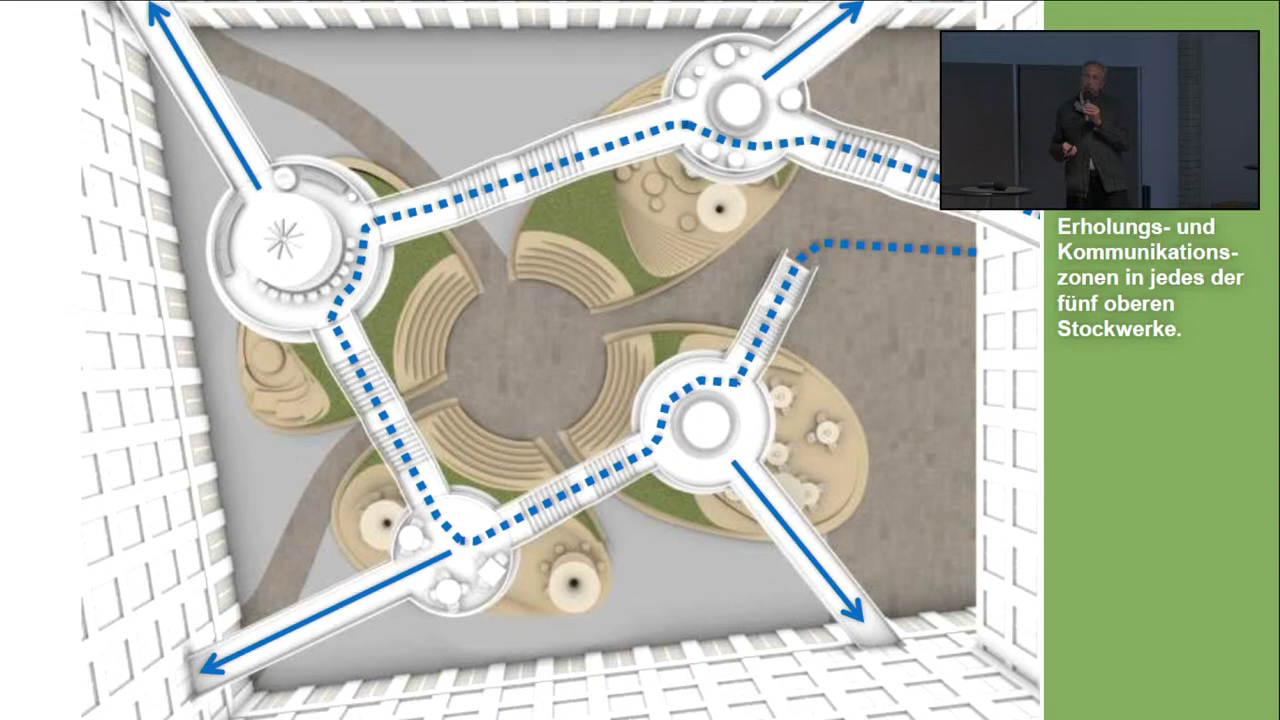 Erholungs- und
Kommunikations-
zonen in jedes der
fünf oberen
Stockwerke.